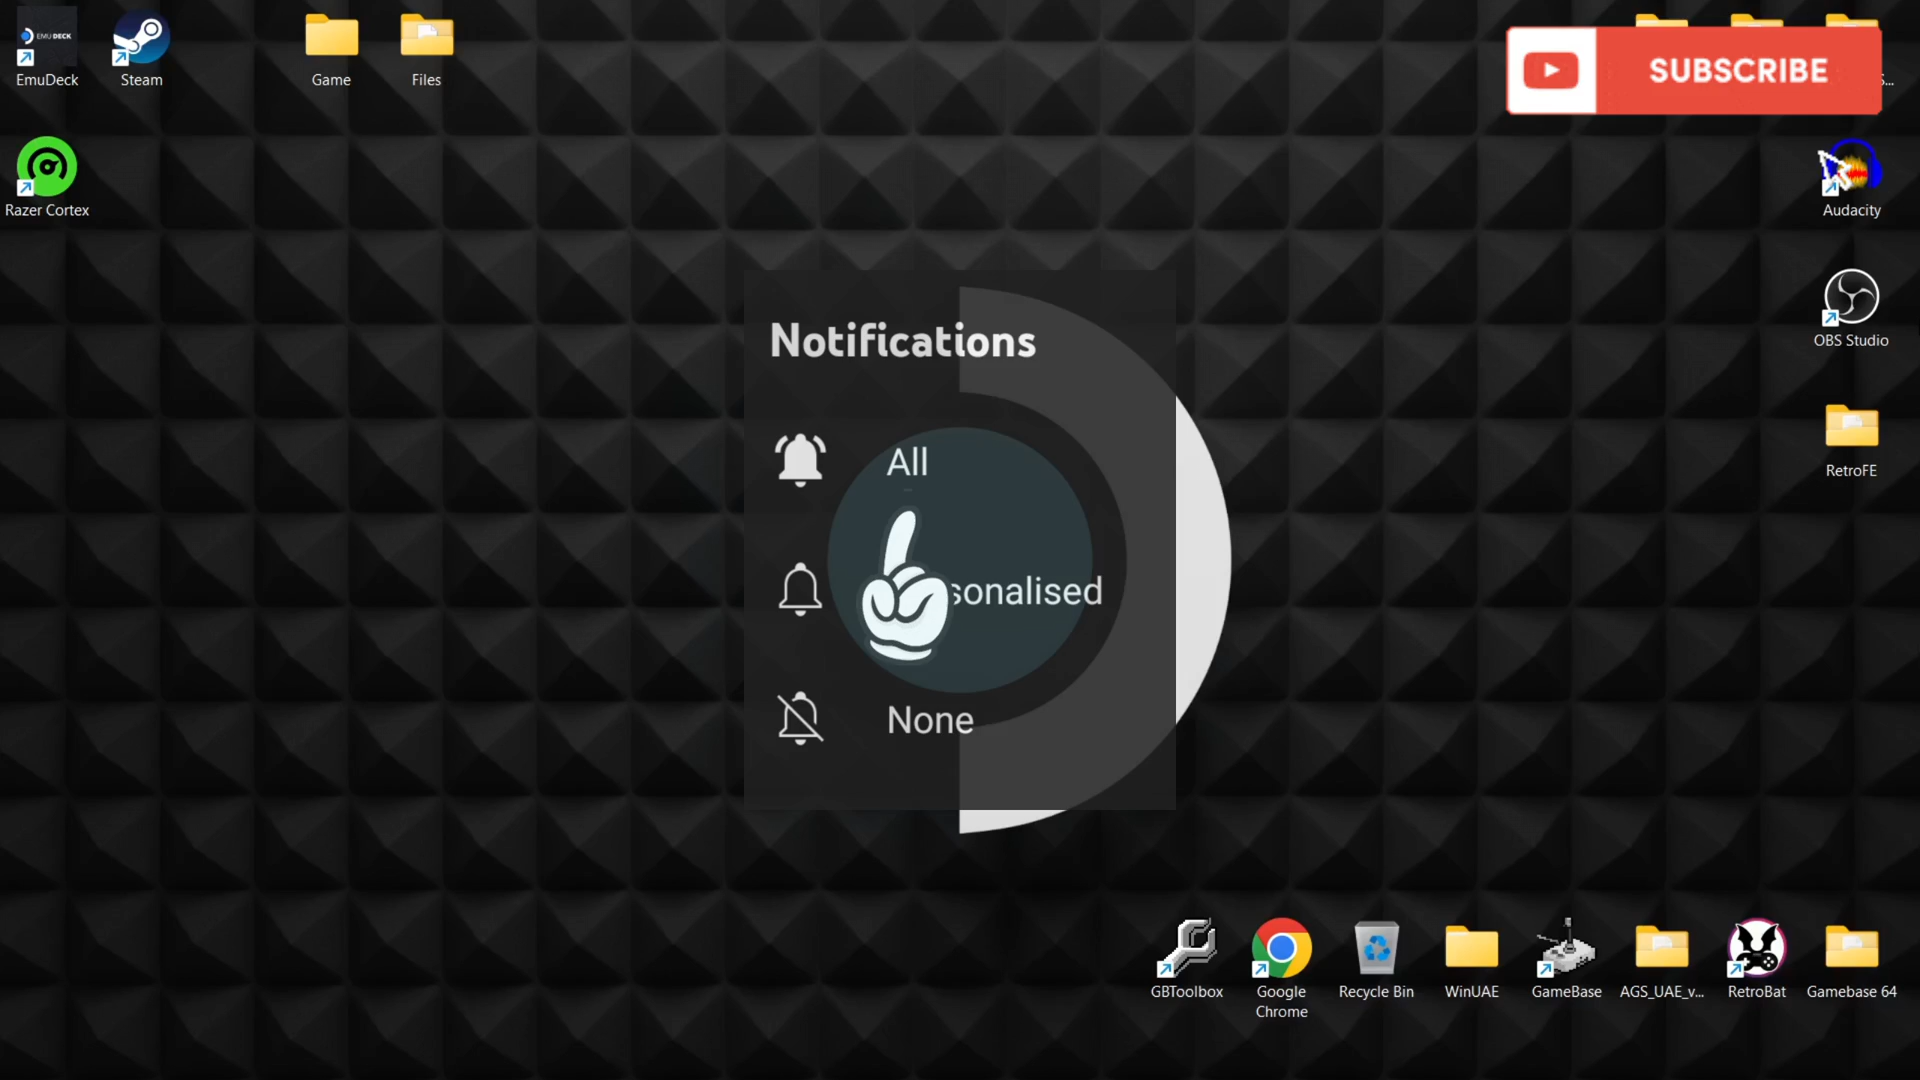 EMUDECK
EmuDeck
Steam
Game
Files
SUBSCRIBE
Razer Cortex
Audacity
OBS Studio
RetroFE
Notifications
All
sonalised
None
GBToolbox
Google
Chrome
Recycle Bin
WinUAE
GameBase
AGS_UAE_v...
RetroBat
Gamebase 64